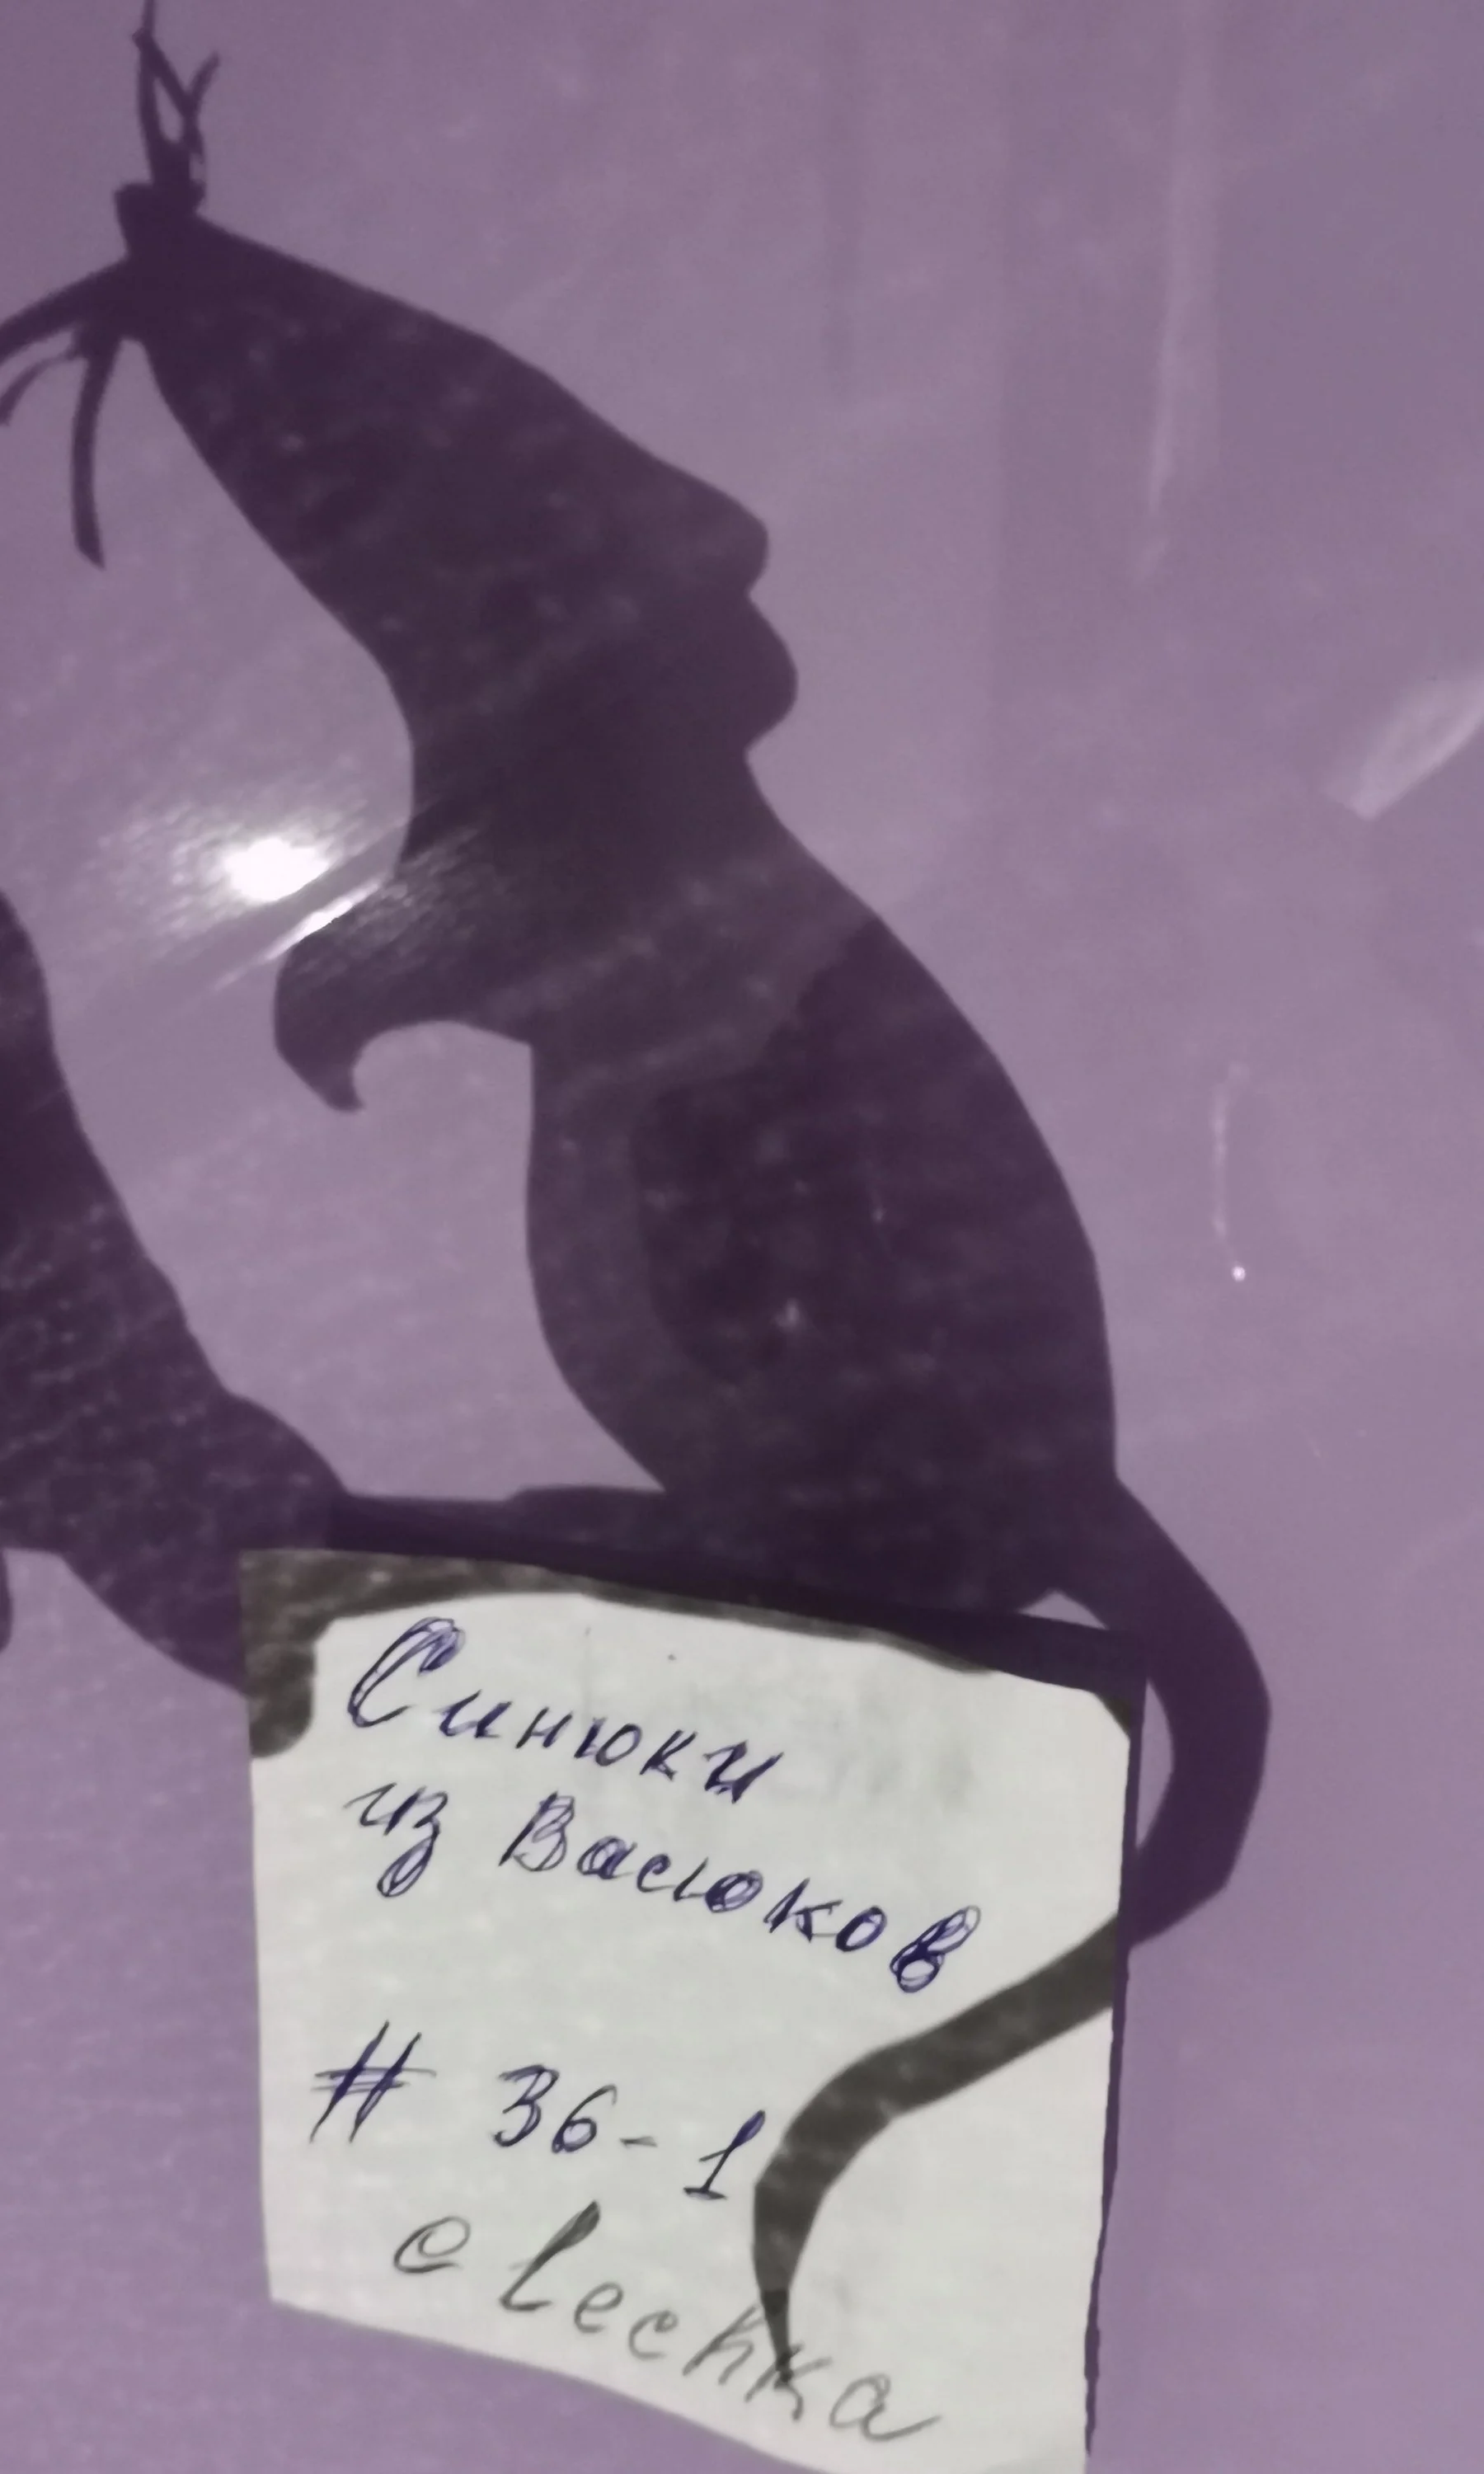 Синюки
из Васюков
# 36-1
@ Lechka